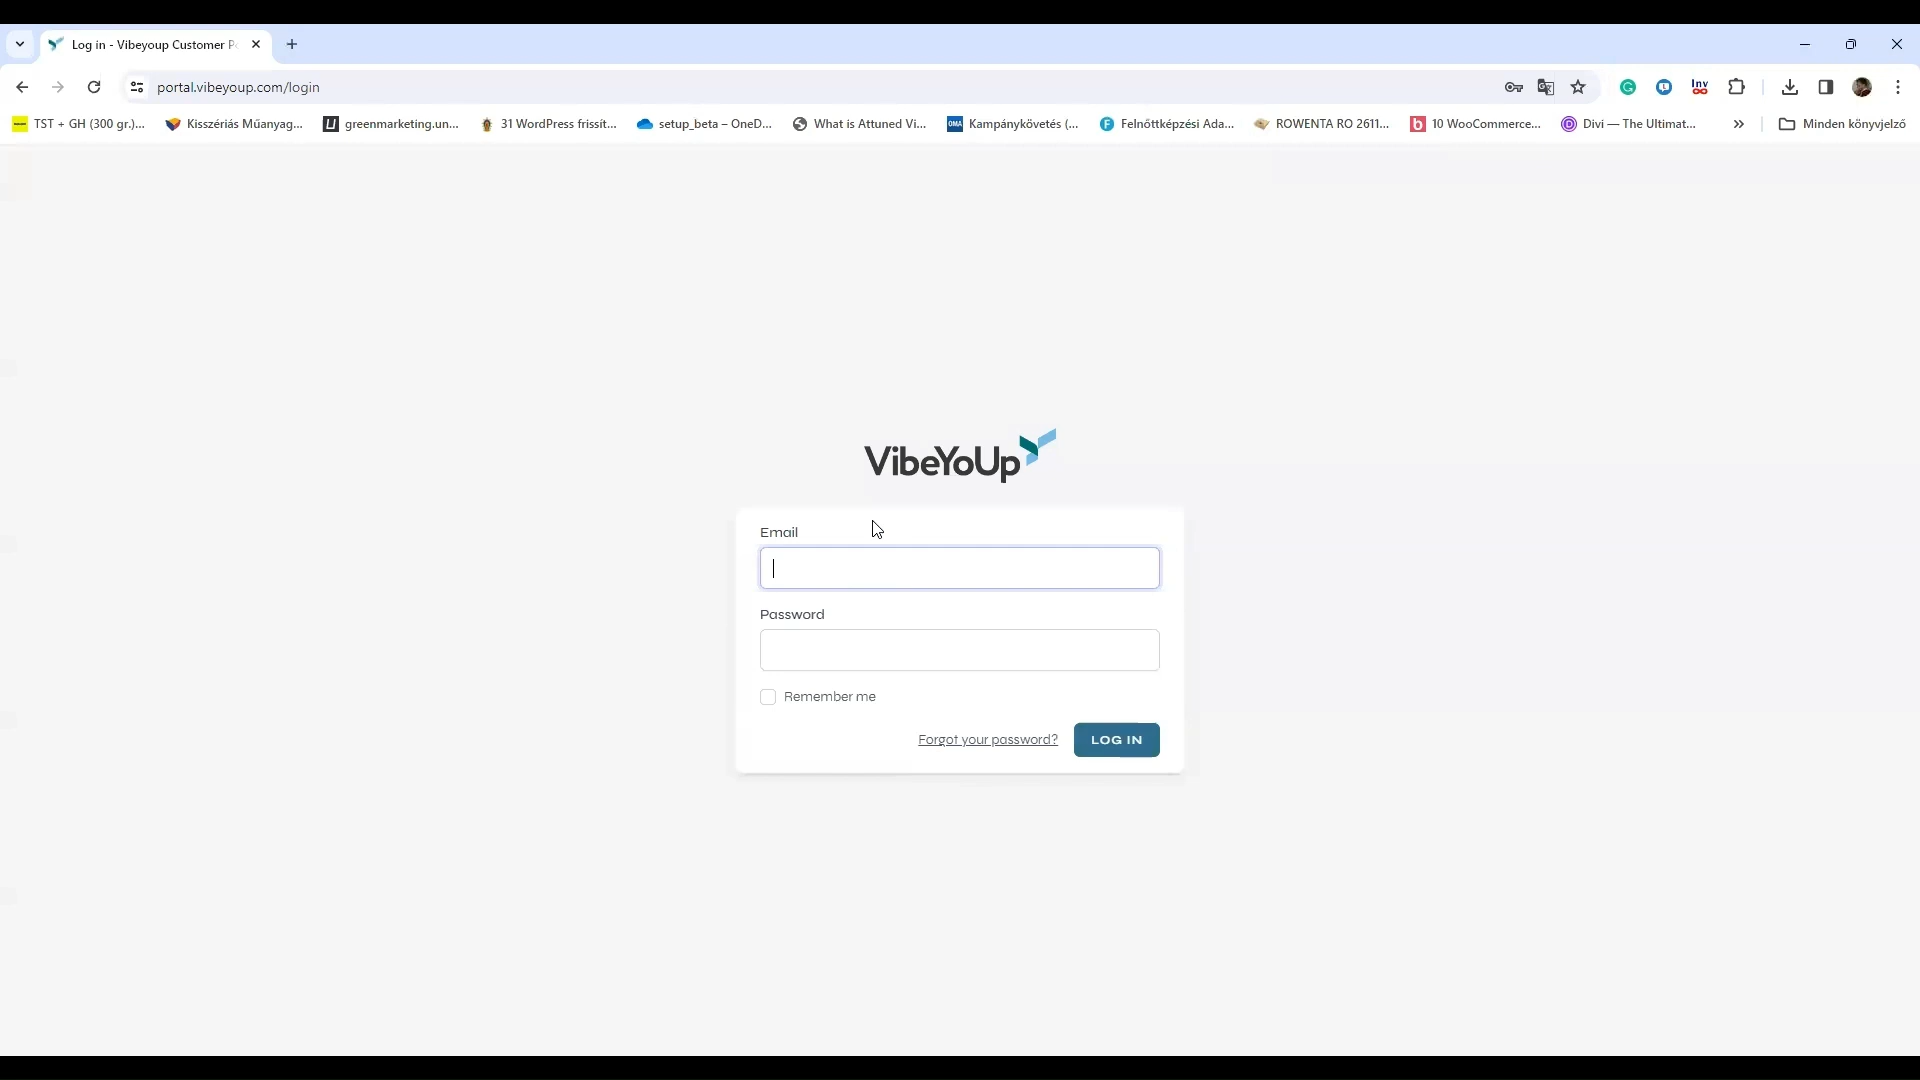 Log in - Vibeyoup Customer P
portal.vibeyoup.com/login
Inv
TST + GH (300 gr.)... Kisszériás Műanyag... greenmarketing.un... 31 WordPress frissít... setup_beta – OneD... What is Attuned Vi... OMA Kampánykövetés (... F Felnőttképzési Ada... ROWENTA RO 2611... b 10 WooCommerce... D Divi — The Ultimat... » Minden könyvjelző
VibeYoUp
Email
Password
Remember me
Forgot your password? LOG IN